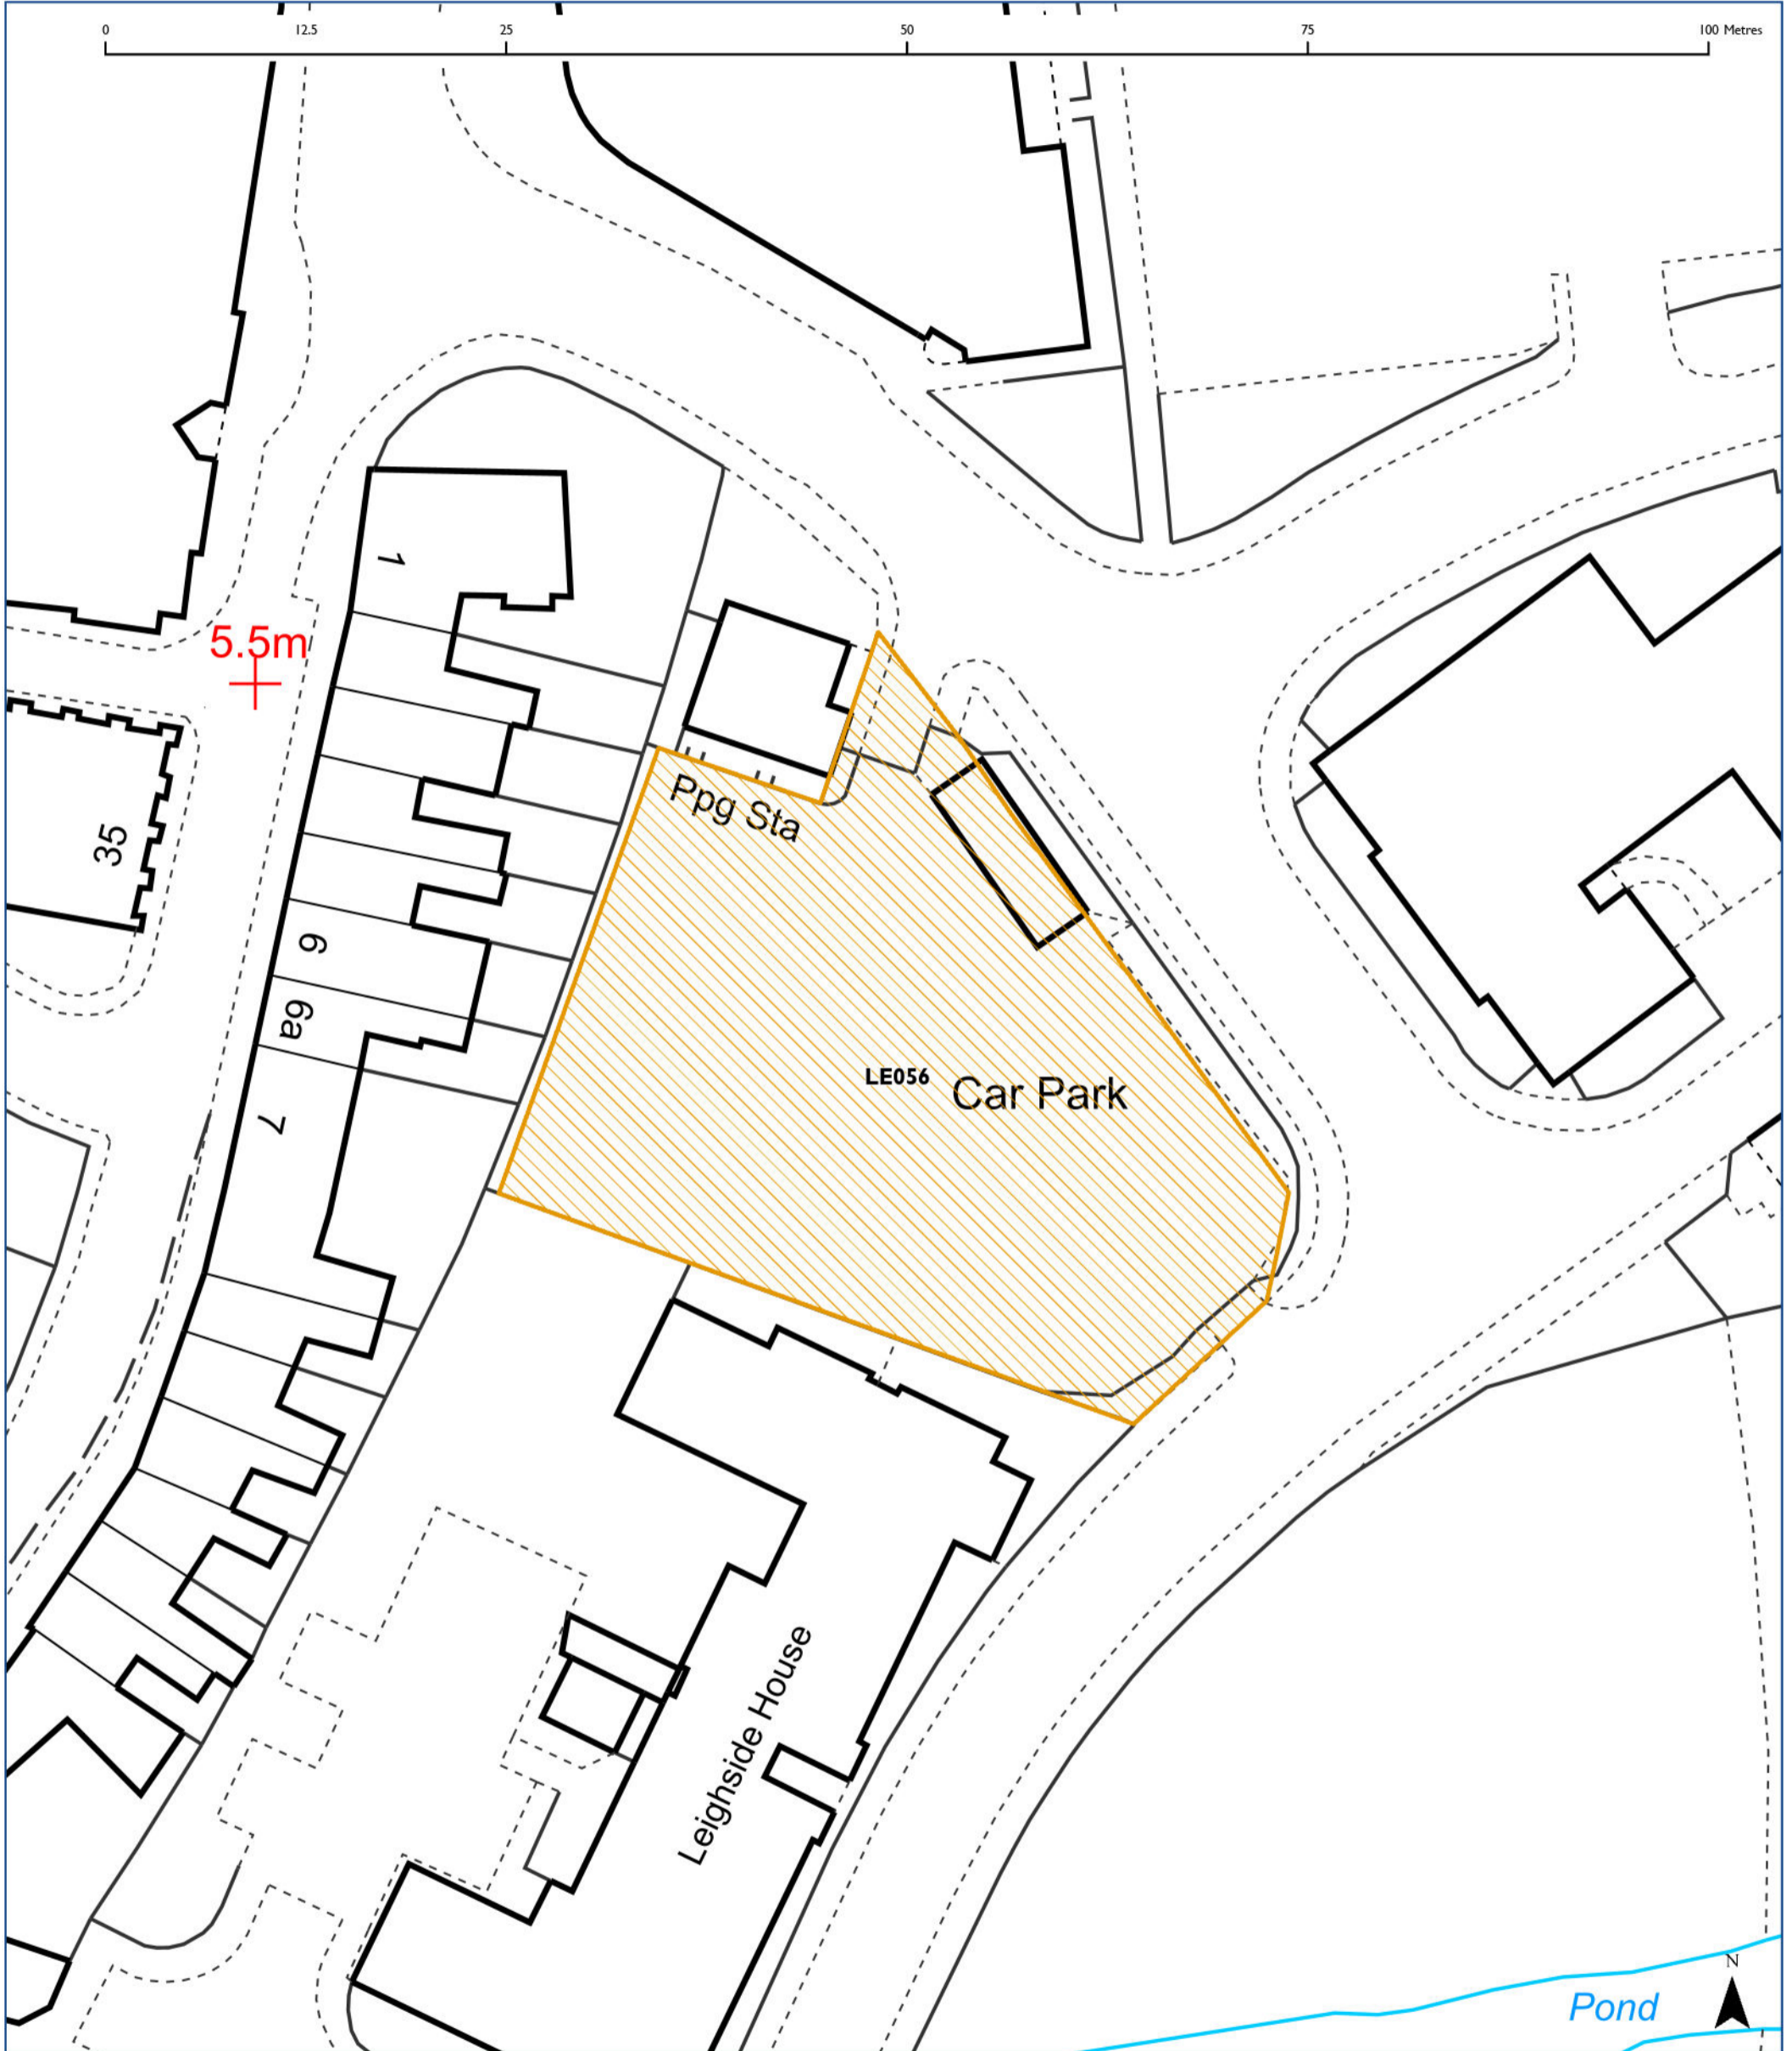 0 12.5 25 50 75 100 Metres
1
5.5m
Ppg Sta
35
6
6a
LE056 Car Park
7
Leighside House
N
Pond